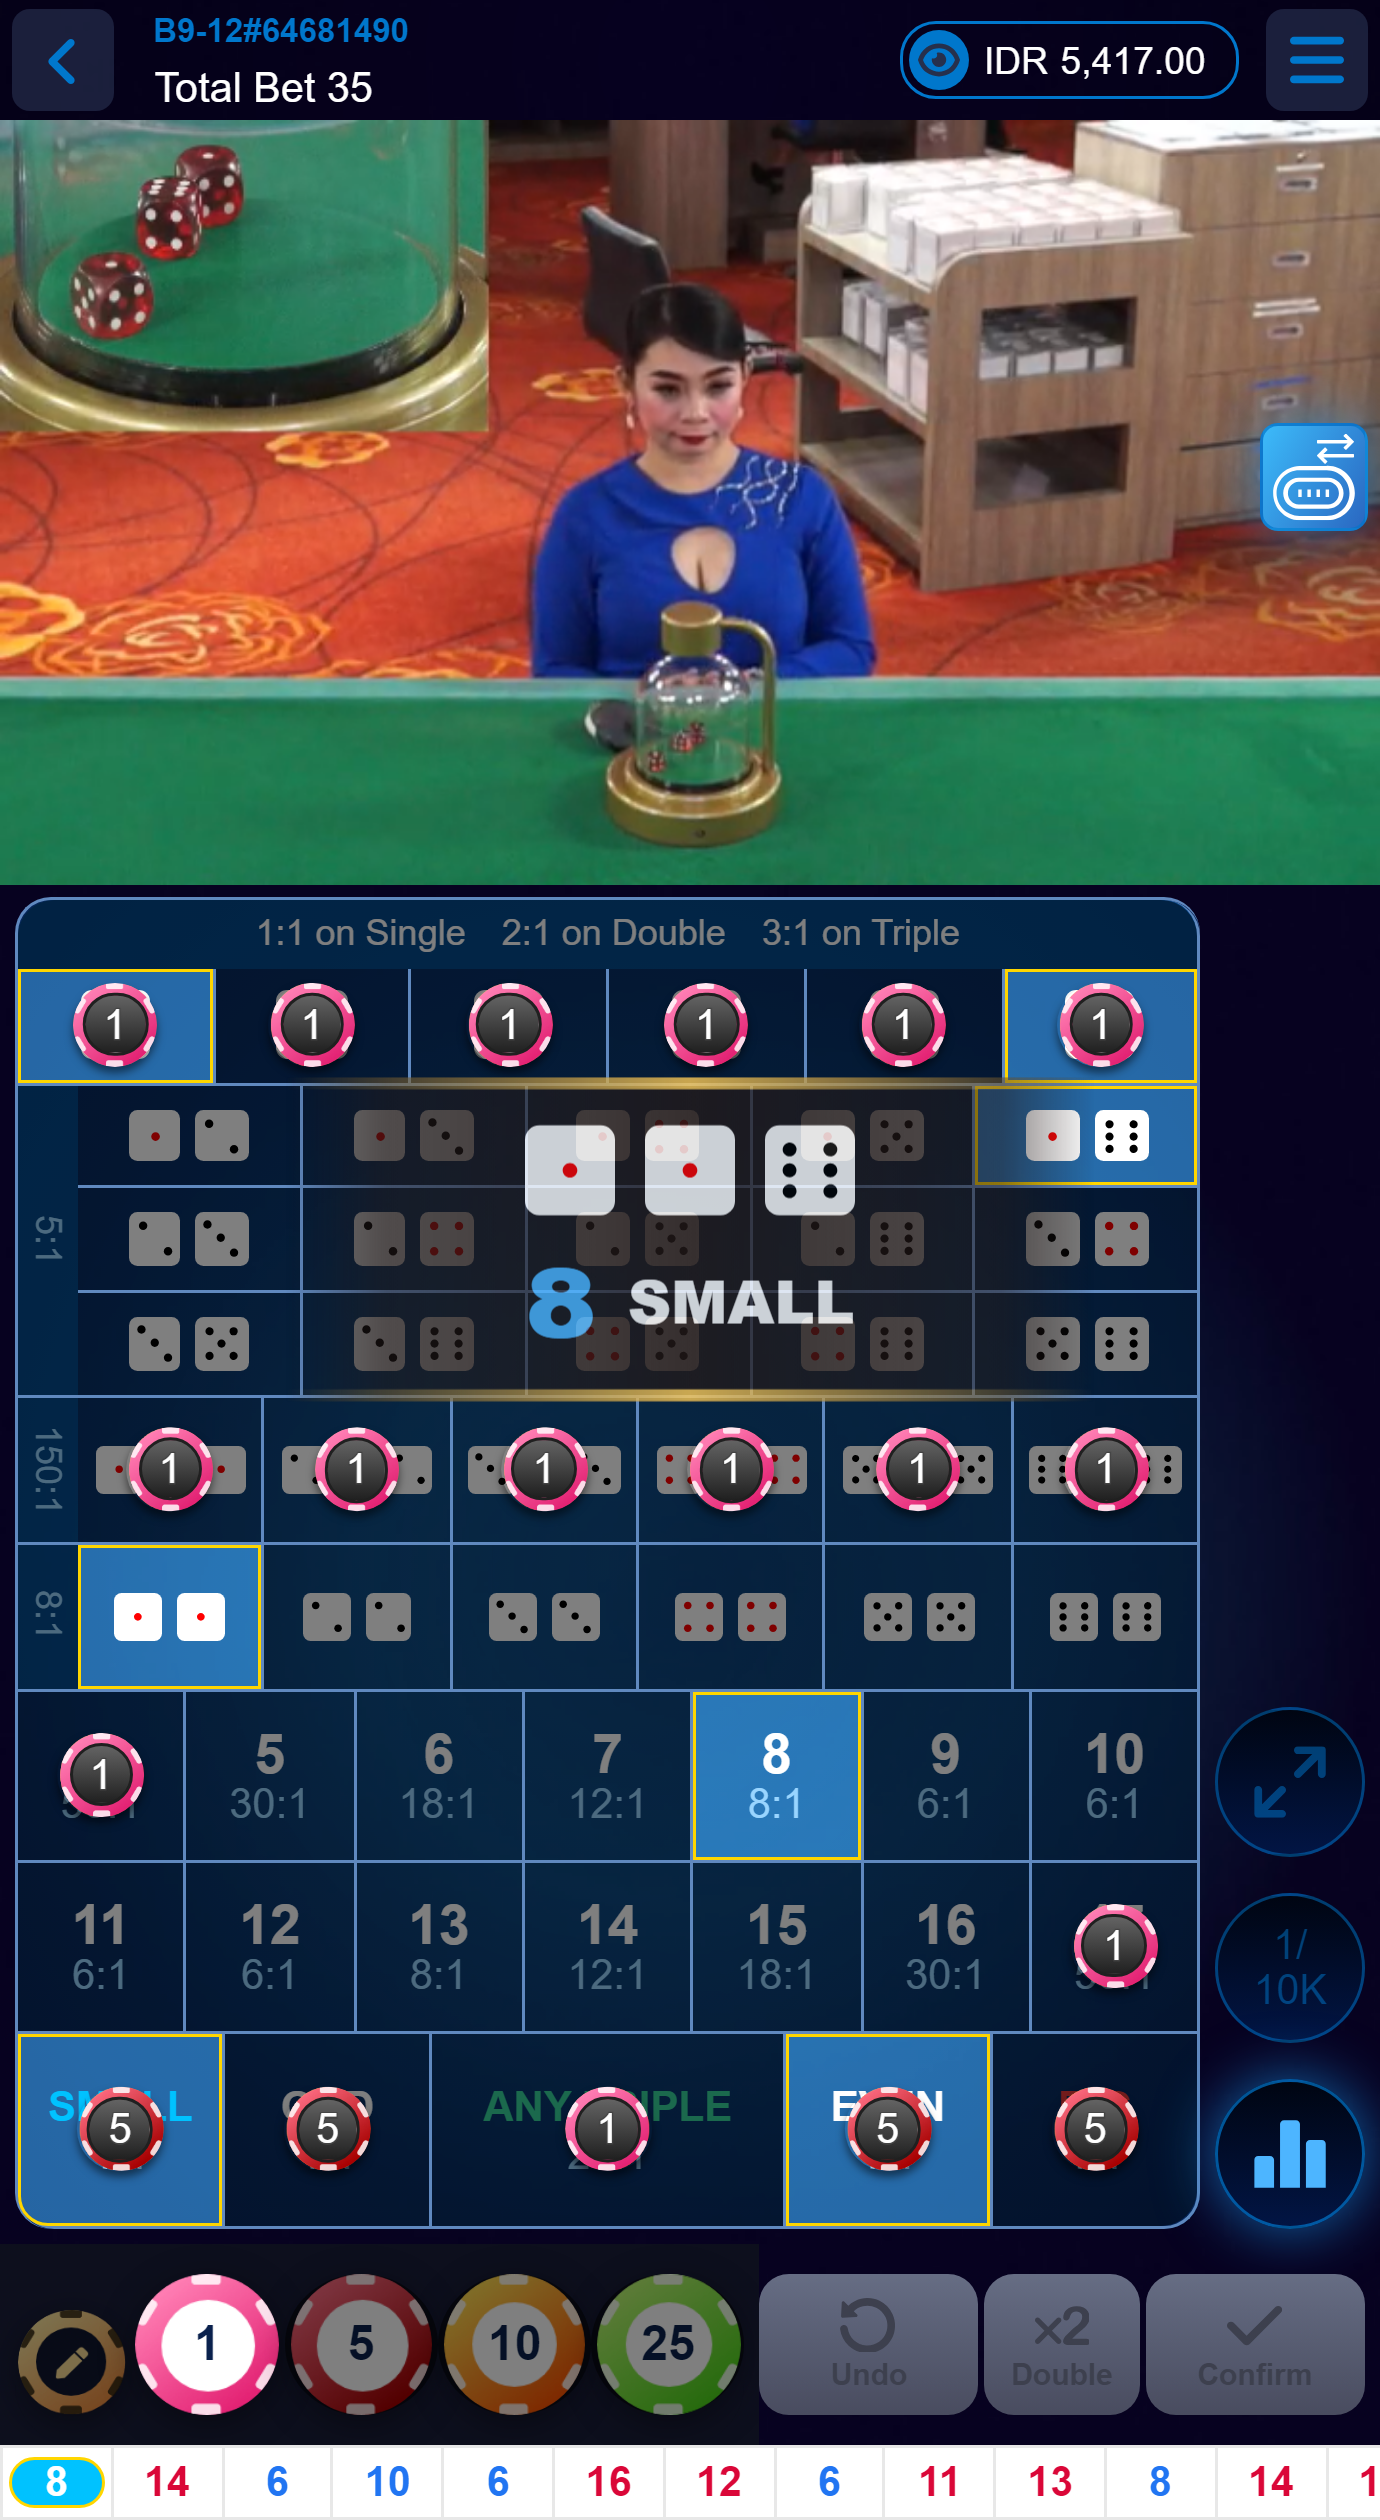 B9-12#64681490
Total Bet 35
IDR 5,417.00
1:1 on Single 2:1 on Double 3:1 on Triple
1 1 1 1 1 1
5:1
8 SMALL
150:1
1 1 1 1 1 1
8:1
1 5 6 7 8 9 10
30:1 18:1 12:1 8:1 6:1 6:1
11 12 13 14 15 16 1
6:1 6:1 8:1 12:1 18:1 30:1
1/
10K
SMALL ANY TRIPLE EVEN
5 5 1 5 5
1 5 10 25
x2
Undo Double Confirm
8 14 6 10 6 16 12 6 11 13 8 14 1